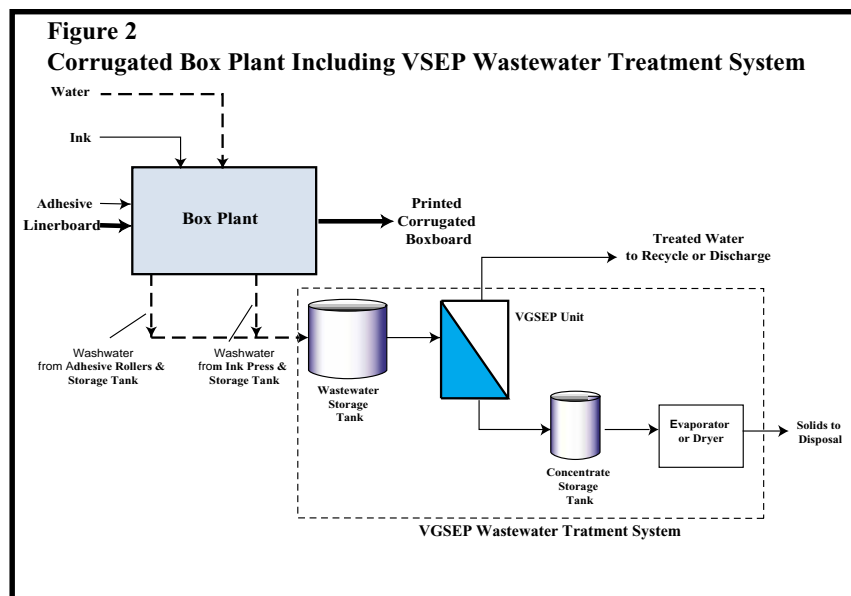 Figure 2
Corrugated Box Plant Including VSEP Wastewater Treatment System
Water
Ink
Adhesive
Linerboard
Box Plant
Printed
Corrugated
Boxboard
Treated Water
to Recycle or Discharge
VGSEP Unit
Washwater
from Adhesive Rollers &
Storage Tank
Washwater
from Ink Press &
Storage Tank
Wastewater
Storage
Tank
Concentrate
Storage
Tank
Evaporator
or Dryer
Solids to
Disposal
VGSEP Wastewater Tratment System